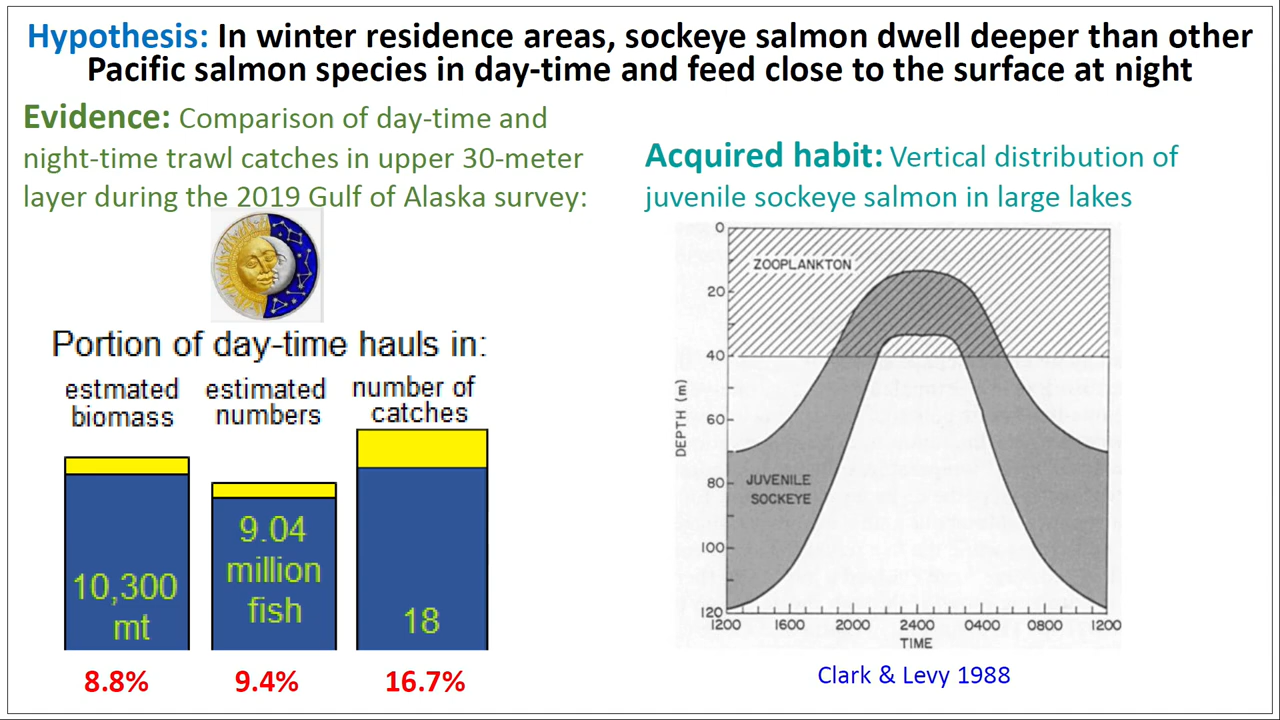 Hypothesis: In winter residence areas, sockeye salmon dwell deeper than other
Pacific salmon species in day-time and feed close to the surface at night
Evidence: Comparison of day-time and
night-time trawl catches in upper 30-meter
layer during the 2019 Gulf of Alaska survey:
Portion of day-time hauls in:
estmated
biomass
estimated
numbers
number of
catches
10,300
mt
9.04
million
fish
18
8.8%
9.4%
16.7%
Acquired habit: Vertical distribution of
juvenile sockeye salmon in large lakes
0
20
40
60
80
100
120
DEPTH (m)
ZOOPLANKTON
JUVENILE
SOCKEYE
1200 1600 2000 2400 0400 0800 1200
TIME
Clark & Levy 1988